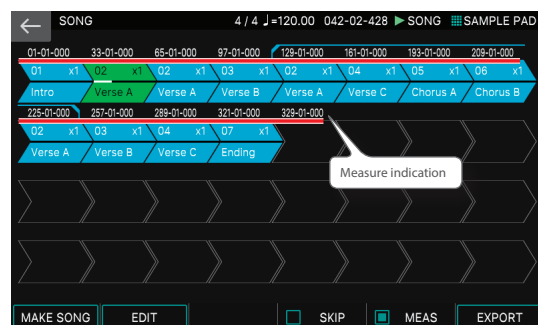 SONG 4 / 4 ♩=120.00 042-02-428 SONG SAMPLE PAD
01-01-000 33-01-000 65-01-000 97-01-000 129-01-000 161-01-000 193-01-000 209-01-000
01 x1 02 x1 02 x1 03 x1 02 x1 04 x1 05 x1 06 x1
Intro Verse A Verse A Verse B Verse A Verse C Chorus A Chorus B
225-01-000 257-01-000 289-01-000 321-01-000 329-01-000
02 x1 03 x1 04 x1 07 x1
Verse A Verse B Verse C Ending
Measure indication
MAKE SONG EDIT SKIP MEAS EXPORT